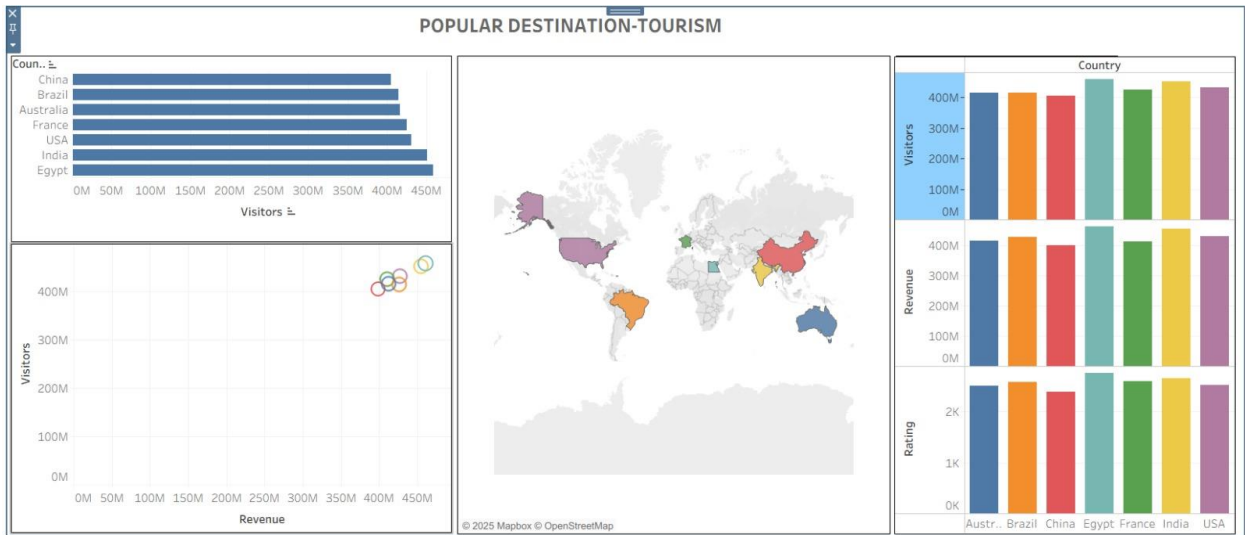 POPULAR DESTINATION-TOURISM
Coun..
China
Brazil
Australia
France
USA
India
Egypt
0M 50M 100M 150M 200M 250M 300M 350M 400M 450M
Visitors
400M
300M
200M
100M
0M
Visitors
0M 50M 100M 150M 200M 250M 300M 350M 400M 450M
Revenue
© 2025 Mapbox © OpenStreetMap
Country
Visitors
400M
300M
200M
100M
0M
Revenue
400M
300M
200M
100M
0M
Rating
2K
1K
0K
Austr.. Brazil China Egypt France India USA